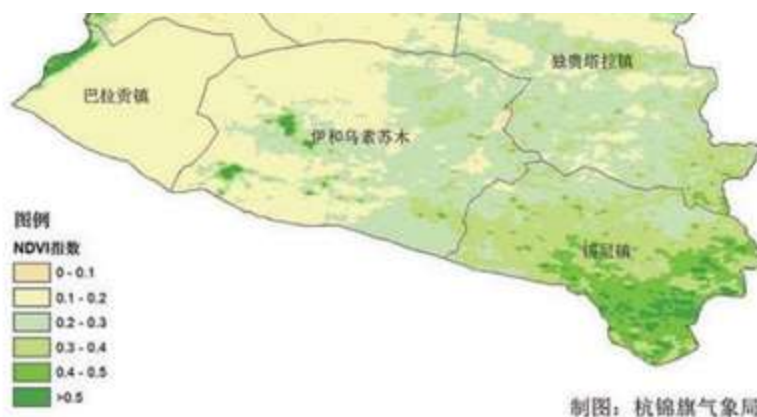 独贵塔拉镇
巴拉贡镇
伊和乌素苏木
锡尼镇
图例
NDVI指数
0 - 0.1
0.1 - 0.2
0.2 - 0.3
0.3 - 0.4
0.4 - 0.5
>0.5
制图：杭锦旗气象局